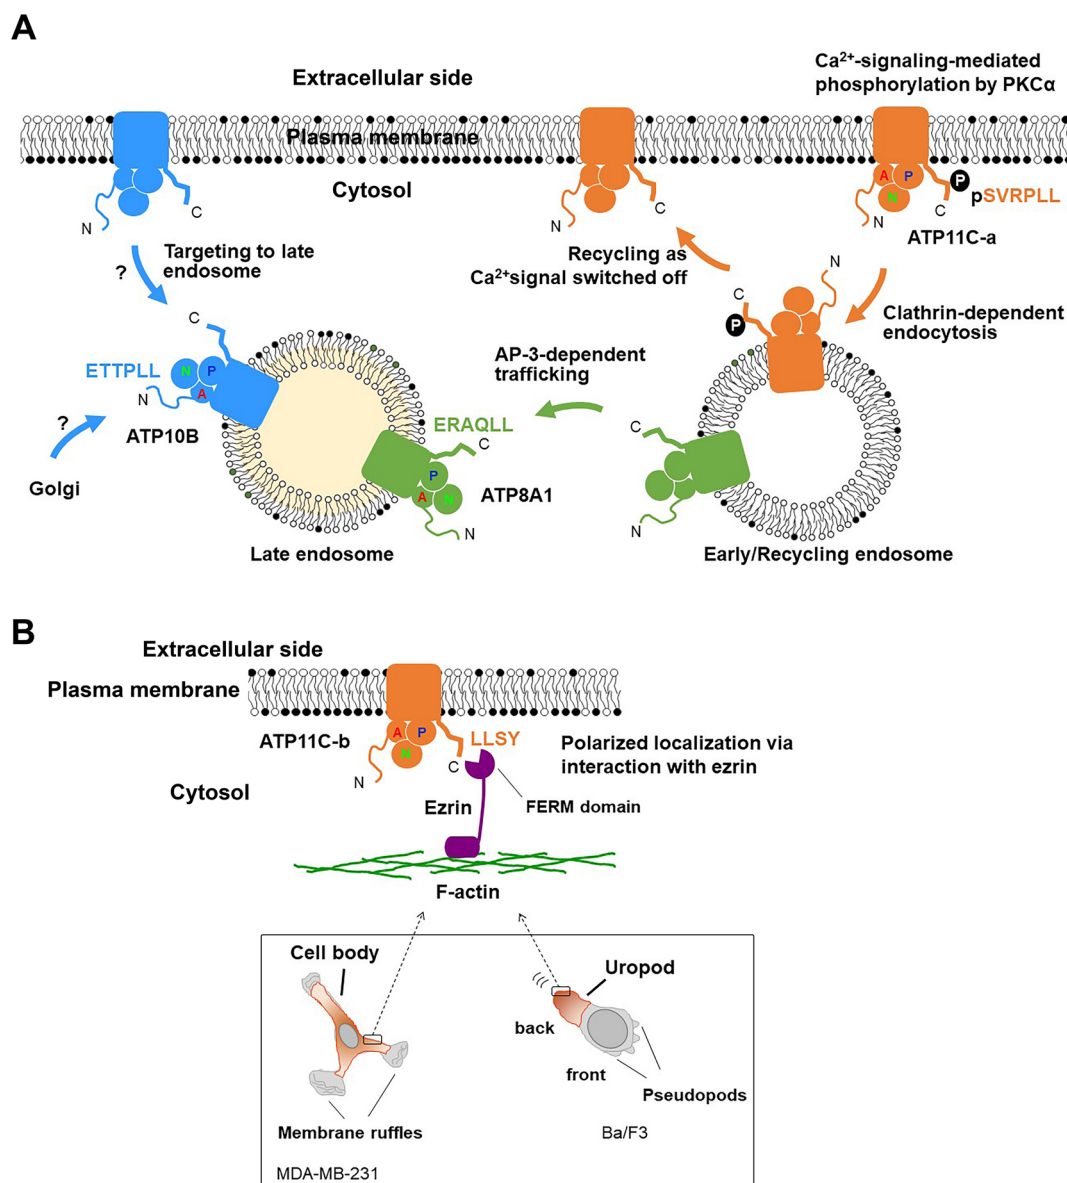 A
Extracellular side
Ca²⁺-signaling-mediated
phosphorylation by PKCα
Plasma membrane
Cytosol
A
P
N
P
pSVRPLL
N
C
C
N
N
C
ATP11C-a
?
Targeting to late
endosome
Recycling as
Ca²⁺signal switched off
N
C
P
Clathrin-dependent
endocytosis
C
AP-3-dependent
trafficking
ETTPLL
N
P
A
N
ERAQLL
C
C
?
ATP10B
Golgi
P
A
N
ATP8A1
N
N
Late endosome
Early/Recycling endosome
B
Extracellular side
Plasma membrane
ATP11C-b
A
P
N
LLSY
C
N
Polarized localization via
interaction with ezrin
Cytosol
Ezrin
FERM domain
F-actin
Cell body
Uropod
back
front
Pseudopods
Membrane ruffles
Ba/F3
MDA-MB-231